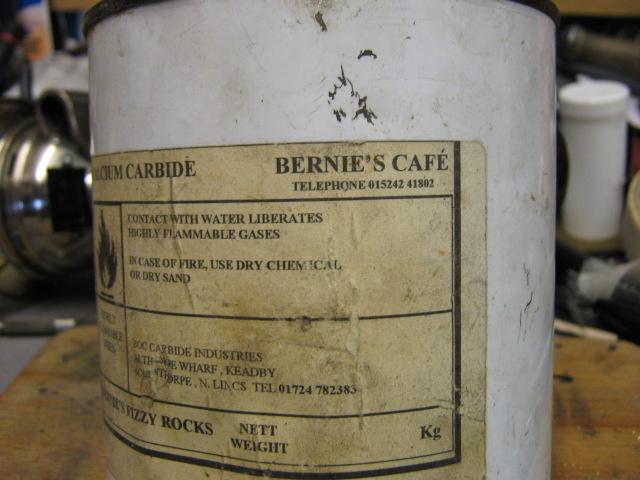 CIUM CARBIDE
BERNIE'S CAFÉ
TELEPHONE 015242 41802
CONTACT WITH WATER LIBERATES
HIGHLY FLAMMABLE GASES
IN CASE OF FIRE, USE DRY CHEMICAL
OR DRY SAND
BOC CARBIDE INDUSTRIES
WHARF, KEADBY
N. LINCS TEL 01724 782383
FIZZY ROCKS
NETT
WEIGHT
Kg